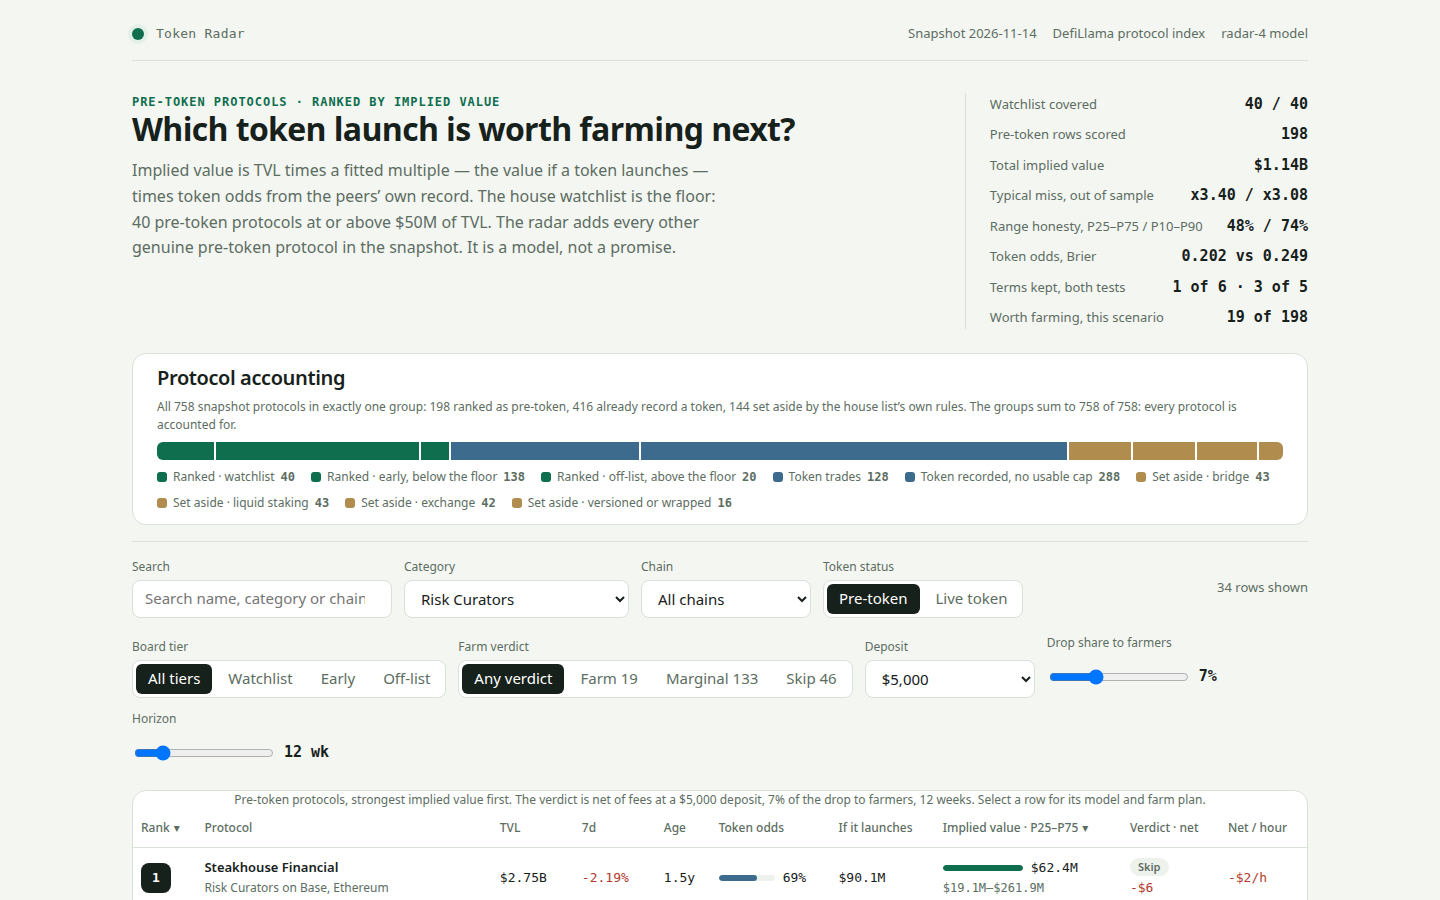 Token Radar
Snapshot 2026-11-14 DefiLlama protocol index radar-4 model
PRE-TOKEN PROTOCOLS · RANKED BY IMPLIED VALUE
Which token launch is worth farming next?
Implied value is TVL times a fitted multiple — the value if a token launches —
times token odds from the peers’ own record. The house watchlist is the floor:
40 pre-token protocols at or above $50M of TVL. The radar adds every other
genuine pre-token protocol in the snapshot. It is a model, not a promise.
Watchlist covered 40 / 40
Pre-token rows scored 198
Total implied value $1.14B
Typical miss, out of sample x3.40 / x3.08
Range honesty, P25–P75 / P10–P90 48% / 74%
Token odds, Brier 0.202 vs 0.249
Terms kept, both tests 1 of 6 · 3 of 5
Worth farming, this scenario 19 of 198
Protocol accounting
All 758 snapshot protocols in exactly one group: 198 ranked as pre-token, 416 already record a token, 144 set aside by the house list’s own rules. The groups sum to 758 of 758: every protocol is
accounted for.
Ranked · watchlist 40 Ranked · early, below the floor 138 Ranked · off-list, above the floor 20 Token trades 128 Token recorded, no usable cap 288 Set aside · bridge 43
Set aside · liquid staking 43 Set aside · exchange 42 Set aside · versioned or wrapped 16
Search Category Chain Token status
Search name, category or chain Risk Curators All chains Pre-token Live token 34 rows shown
Board tier Farm verdict Deposit Drop share to farmers
All tiers Watchlist Early Off-list Any verdict Farm 19 Marginal 133 Skip 46 $5,000 7%
Horizon
12 wk
Pre-token protocols, strongest implied value first. The verdict is net of fees at a $5,000 deposit, 7% of the drop to farmers, 12 weeks. Select a row for its model and farm plan.
Rank ▾ Protocol TVL 7d Age Token odds If it launches Implied value · P25–P75 ▾ Verdict · net Net / hour
1 Steakhouse Financial $2.75B -2.19% 1.5y 69% $90.1M $62.4M Skip -$2/h
Risk Curators on Base, Ethereum $19.1M–$261.9M -$6